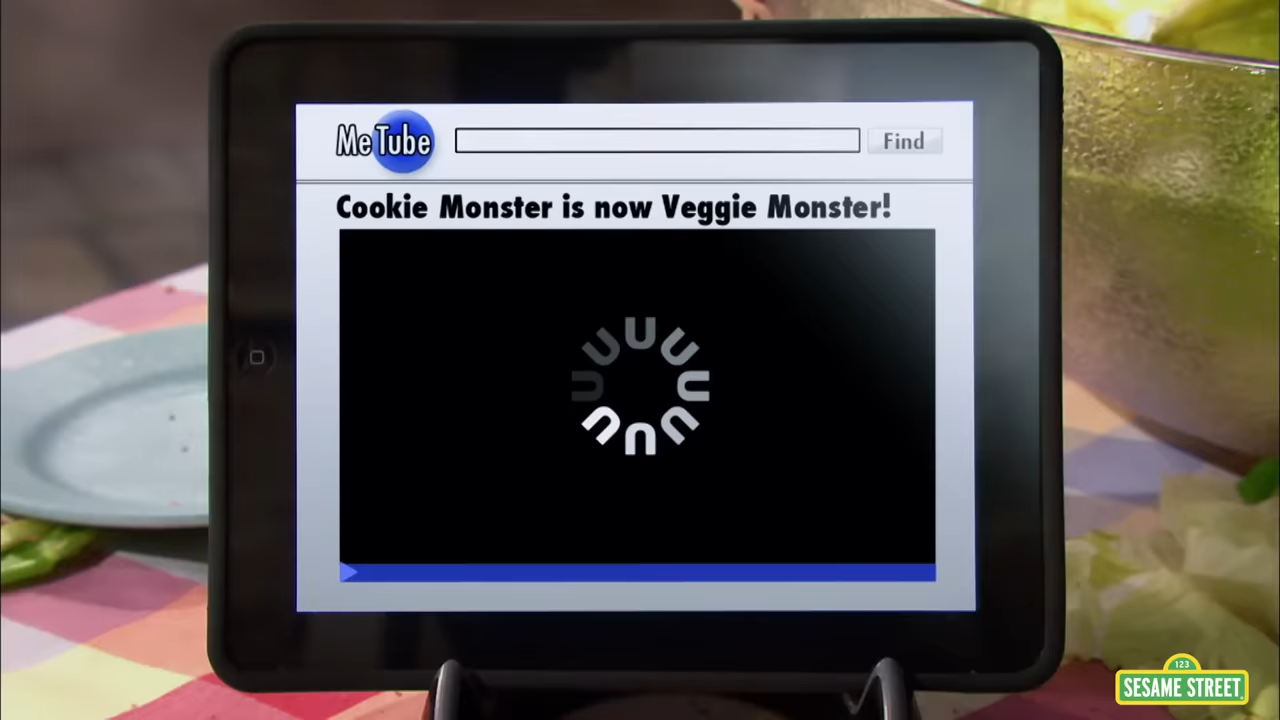 MeTube
Find
Cookie Monster is now Veggie Monster!
123
SESAME STREET